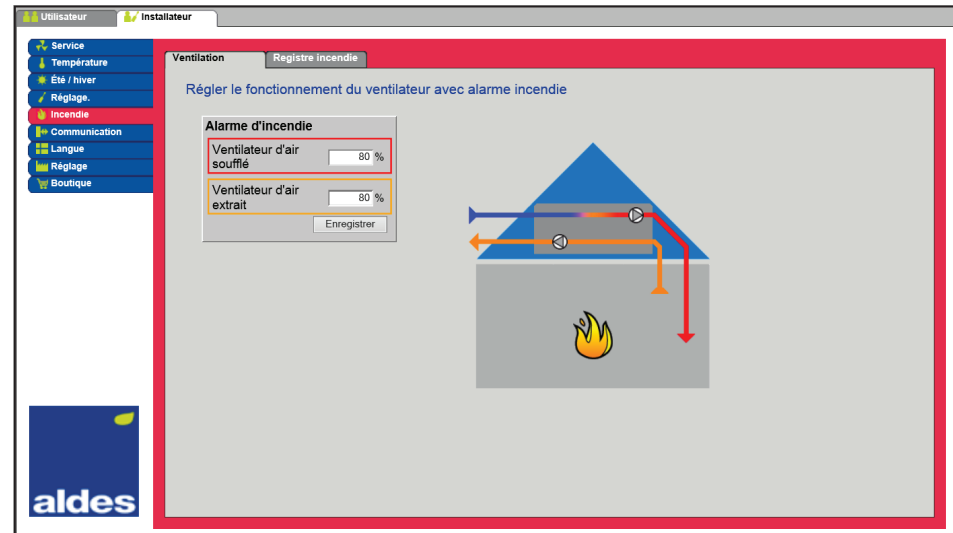 Utilisateur
Installateur
Service
Température
Été / hiver
Réglage.
Incendie
Communication
Langue
Réglage
Boutique
Ventilation
Registre incendie
Régler le fonctionnement du ventilateur avec alarme incendie
Alarme d'incendie
Ventilateur d'air
soufflé
80 %
Ventilateur d'air
extrait
80 %
Enregistrer
aldes